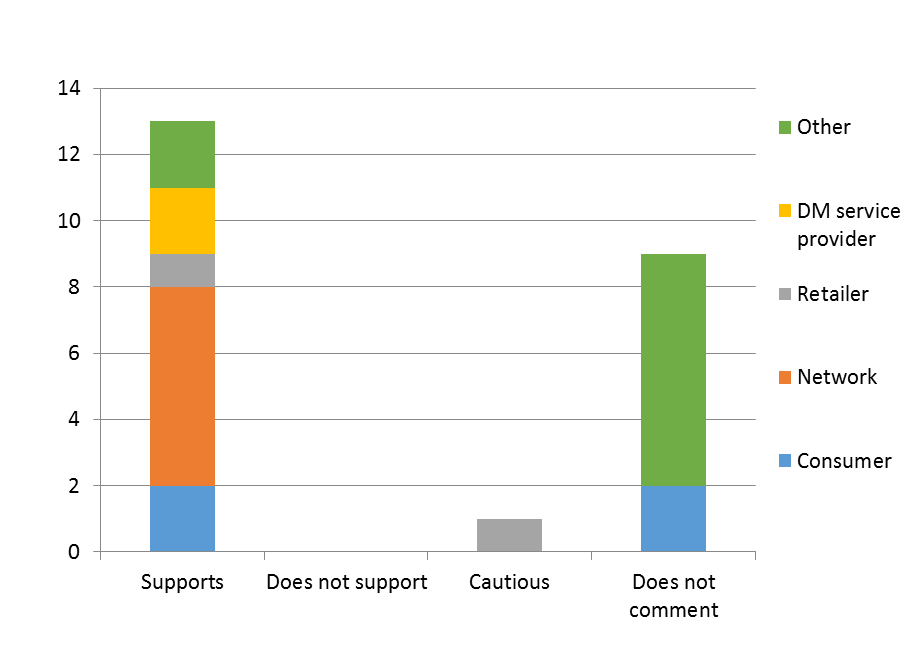 14
12
10
8
6
4
2
0
Supports
Does not support
Cautious
Does not
comment
Other
DM service
provider
Retailer
Network
Consumer